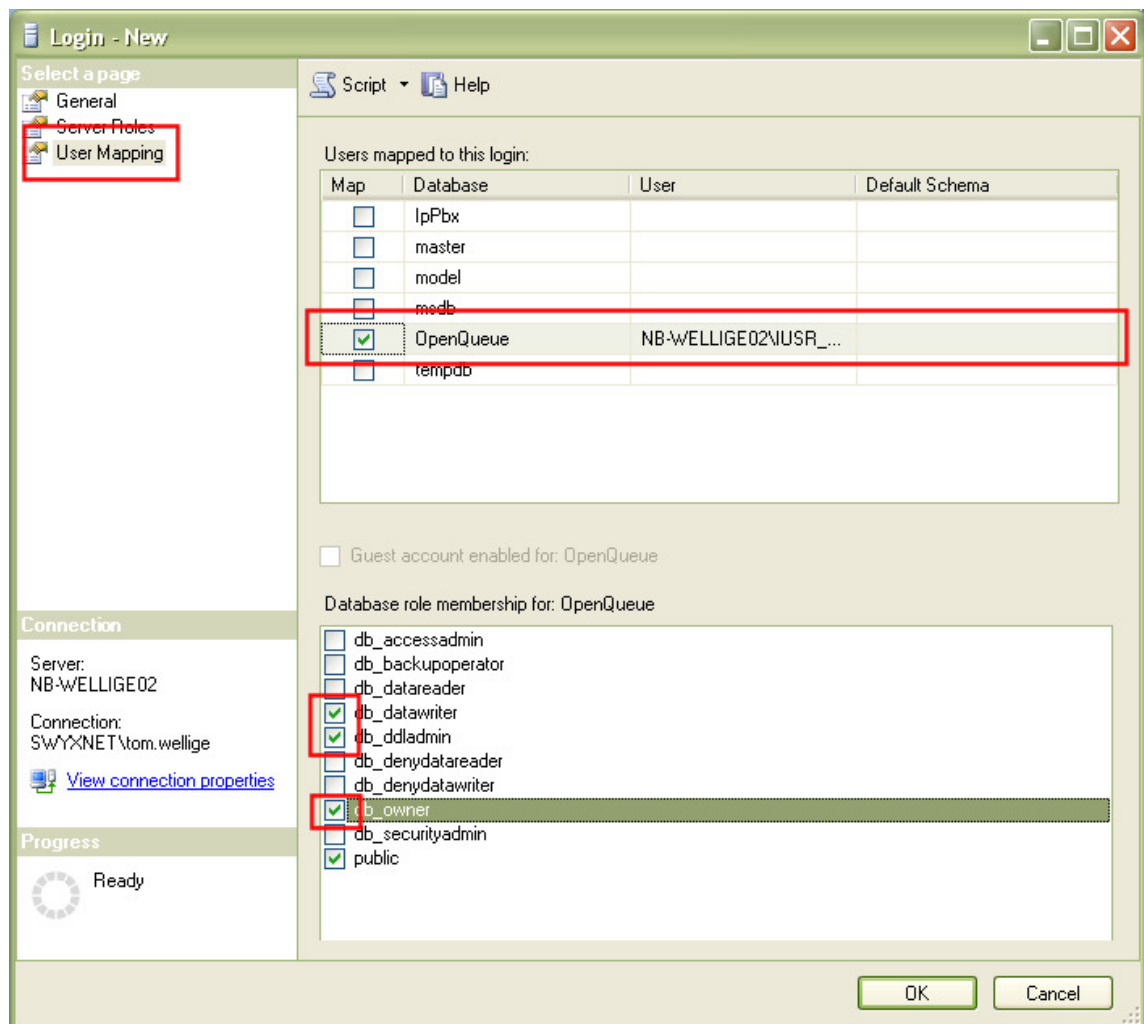 Login - New
Select a page
General
Server Roles
User Mapping
Script Help
Users mapped to this login:
Map Database User Default Schema
IpPbx
master
model
msdb
OpenQueue NB-WELLIGE02\IUSR_...
tempdb
Guest account enabled for: OpenQueue
Database role membership for: OpenQueue
db_accessadmin
db_backupoperator
db_datareader
db_datawriter
db_ddladmin
db_denydatareader
db_denydatawriter
db_owner
db_securityadmin
public
Connection
Server:
NB-WELLIGE02
Connection:
SWYXNET\tom.wellige
View connection properties
Progress
Ready
OK Cancel